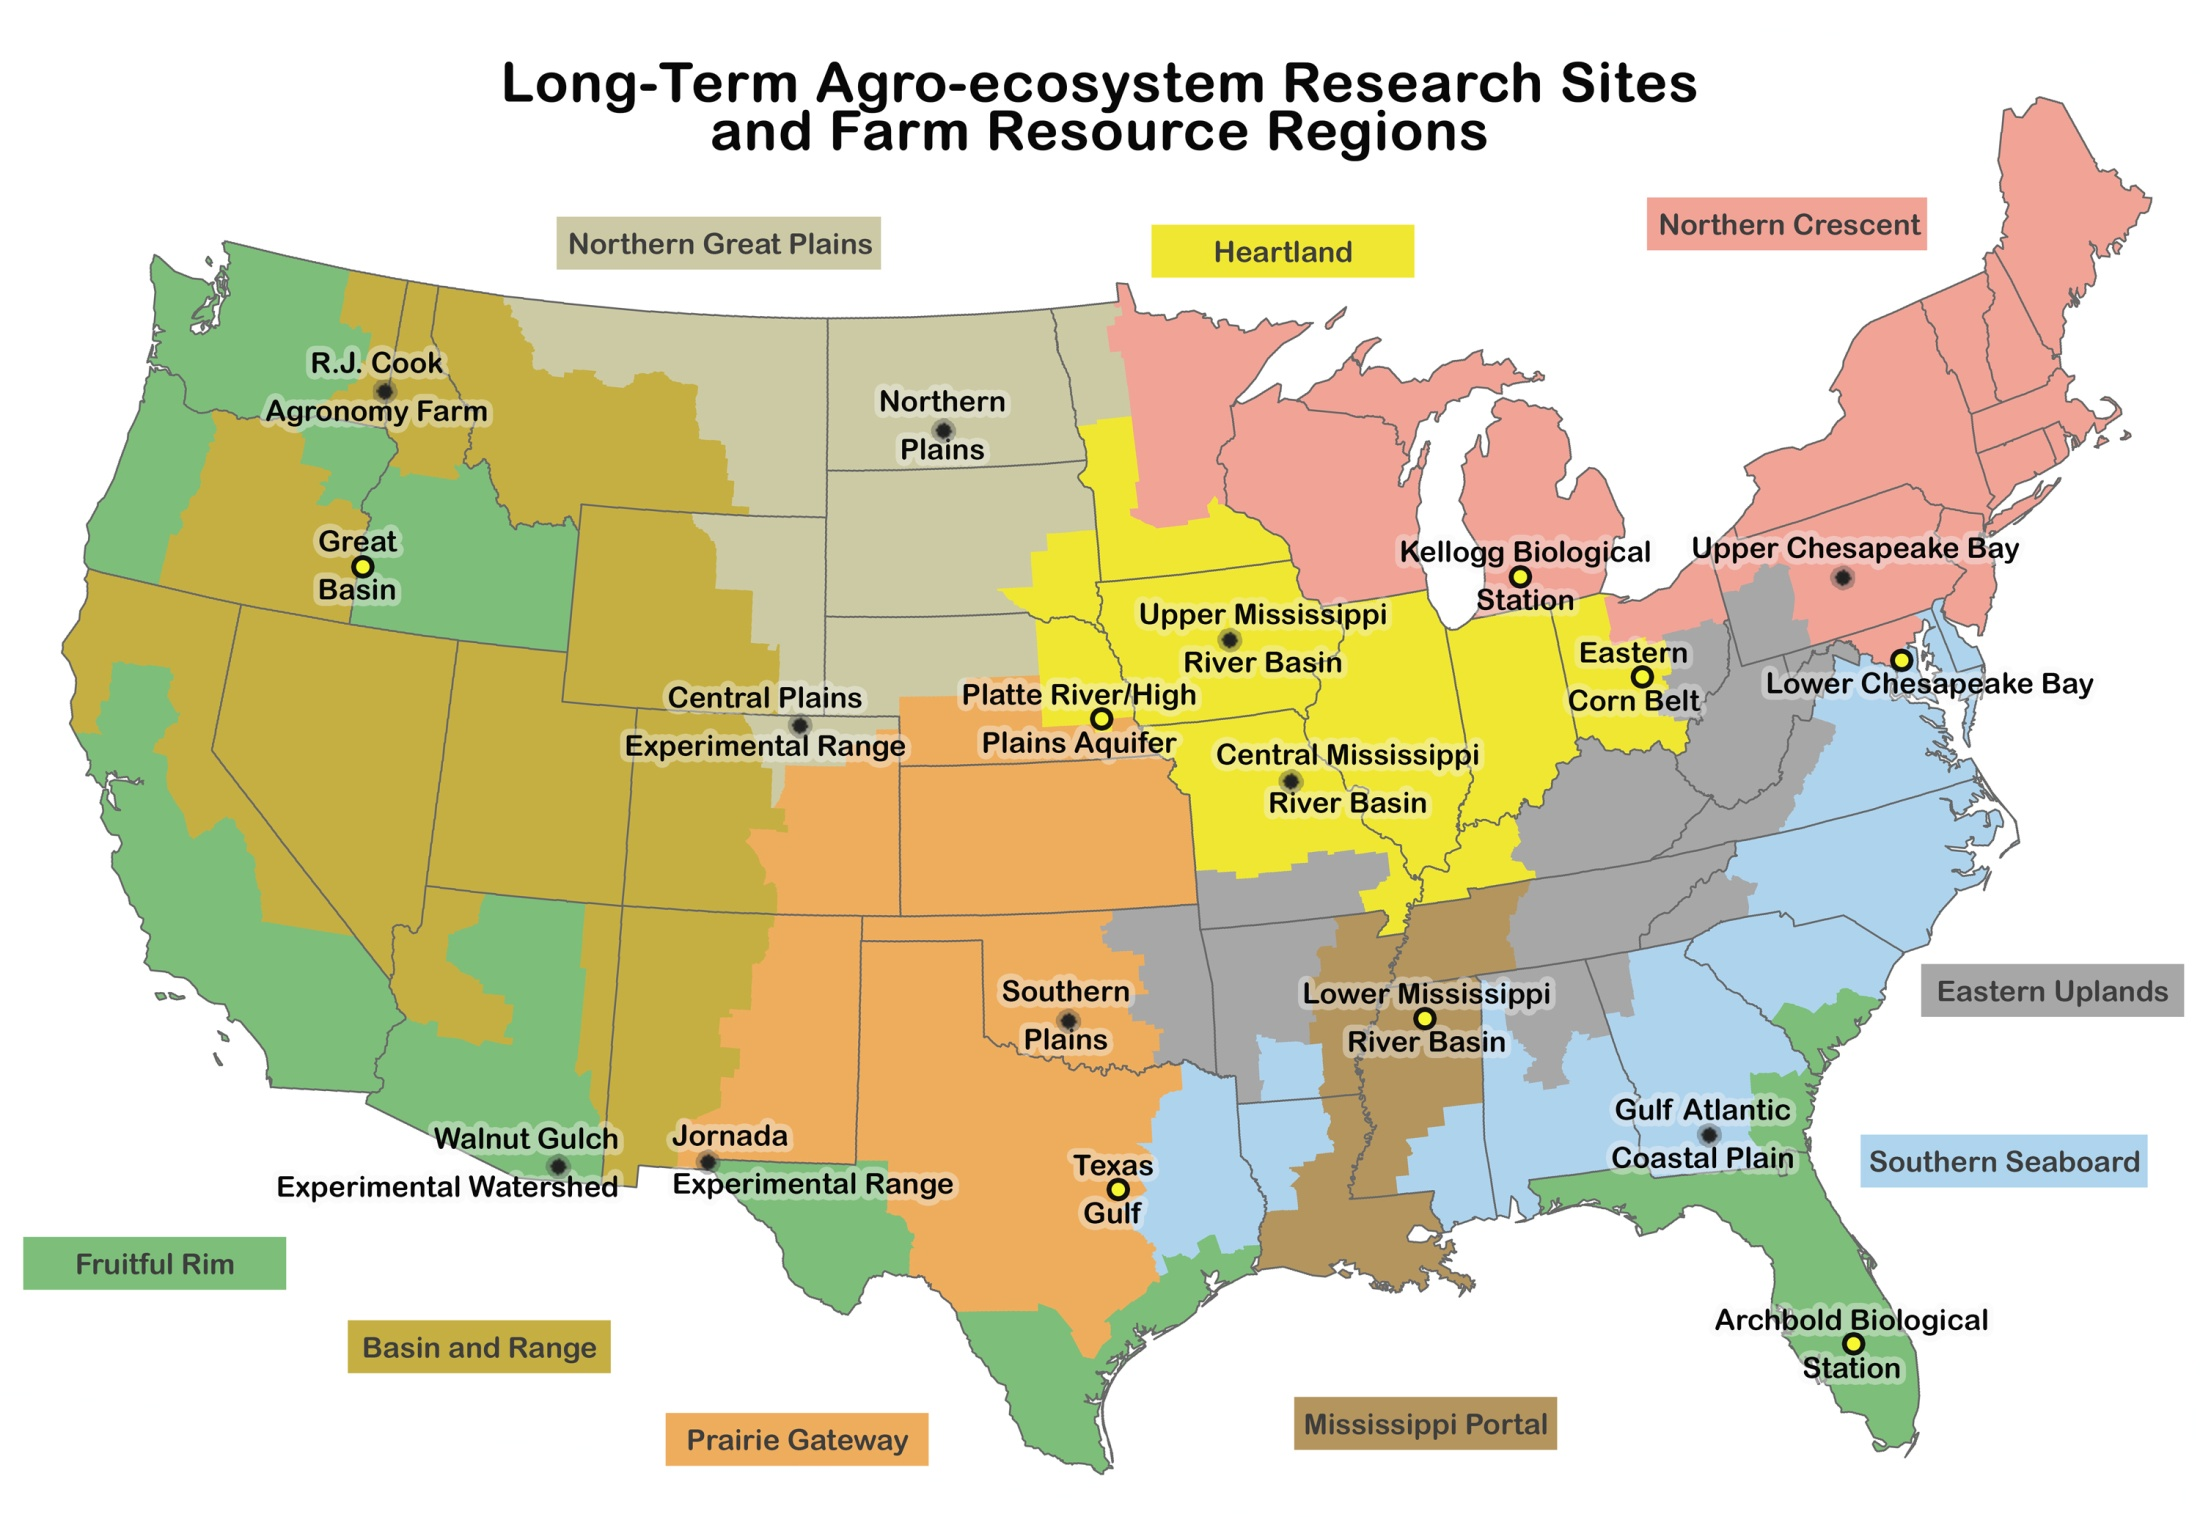 Long-Term Agro-ecosystem Research Sites
and Farm Resource Regions
Northern Crescent
Northern Great Plains
Heartland
R.J. Cook
Agronomy Farm
Northern
Plains
Great
Basin
Kellogg Biological
Station
Upper Chesapeake Bay
Upper Mississippi
River Basin
Eastern
Corn Belt
Lower Chesapeake Bay
Central Plains
Experimental Range
Platte River/High
Plains Aquifer
Central Mississippi
River Basin
Southern
Plains
Lower Mississippi
River Basin
Eastern Uplands
Gulf Atlantic
Coastal Plain
Southern Seaboard
Walnut Gulch
Experimental Watershed
Jornada
Experimental Range
Texas
Gulf
Fruitful Rim
Archbold Biological
Station
Basin and Range
Prairie Gateway
Mississippi Portal